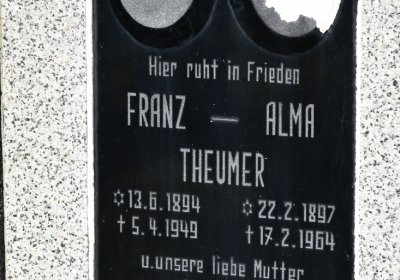 Hier ruht in Frieden
FRANZ — ALMA
THEUMER
✡13.6.1894 ✡22.2.1897
†5.4.1949 †17.2.1964
u.unsere liebe Mutter